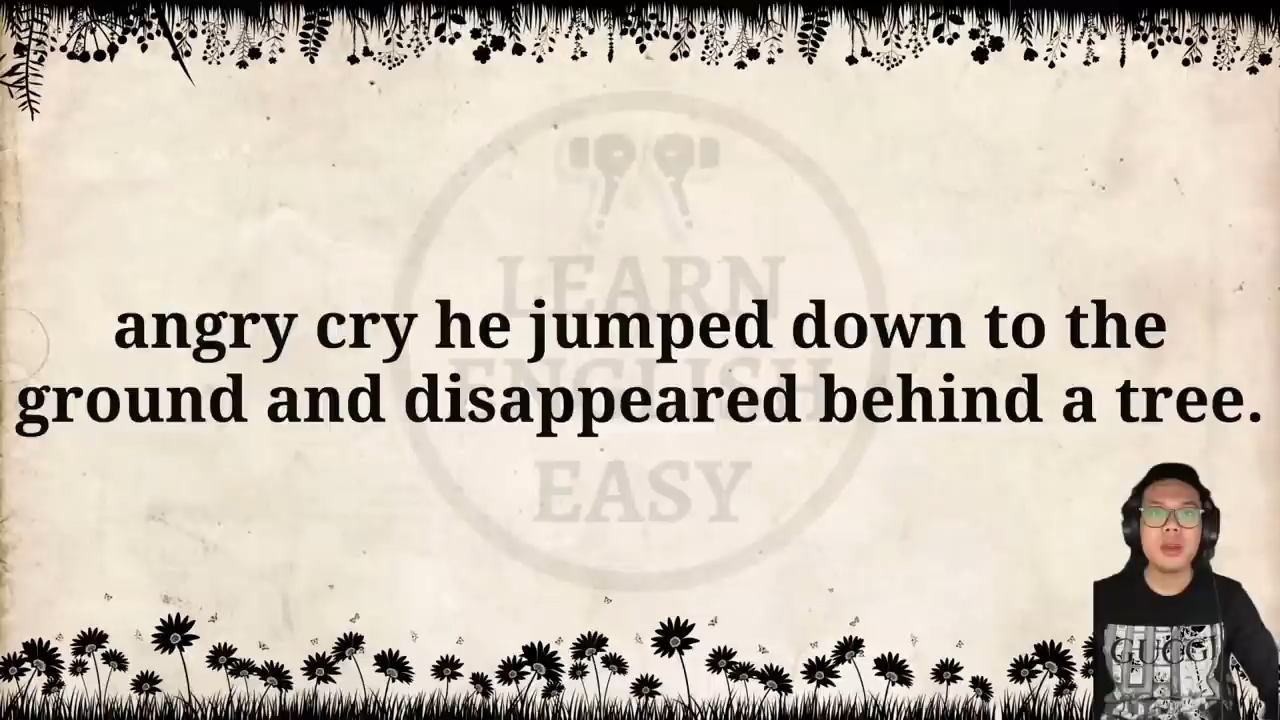 LEARN
angry cry he jumped down to the
ENGLISH
ground and disappeared behind a tree.
EASY
GUCCI